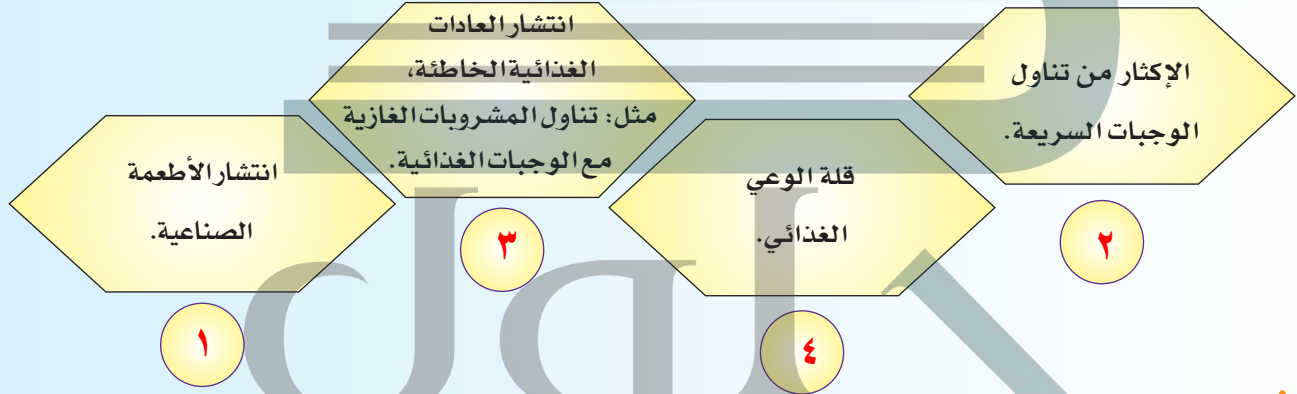 الإكثار من تناول
الوجبات السريعة.
٢
قلة الوعي
الغذائي.
٤
انتشار العادات
الغذائية الخاطئة،
مثل: تناول المشروبات الغازية
مع الوجبات الغذائية.
٣
انتشار الأطعمة
الصناعية.
١